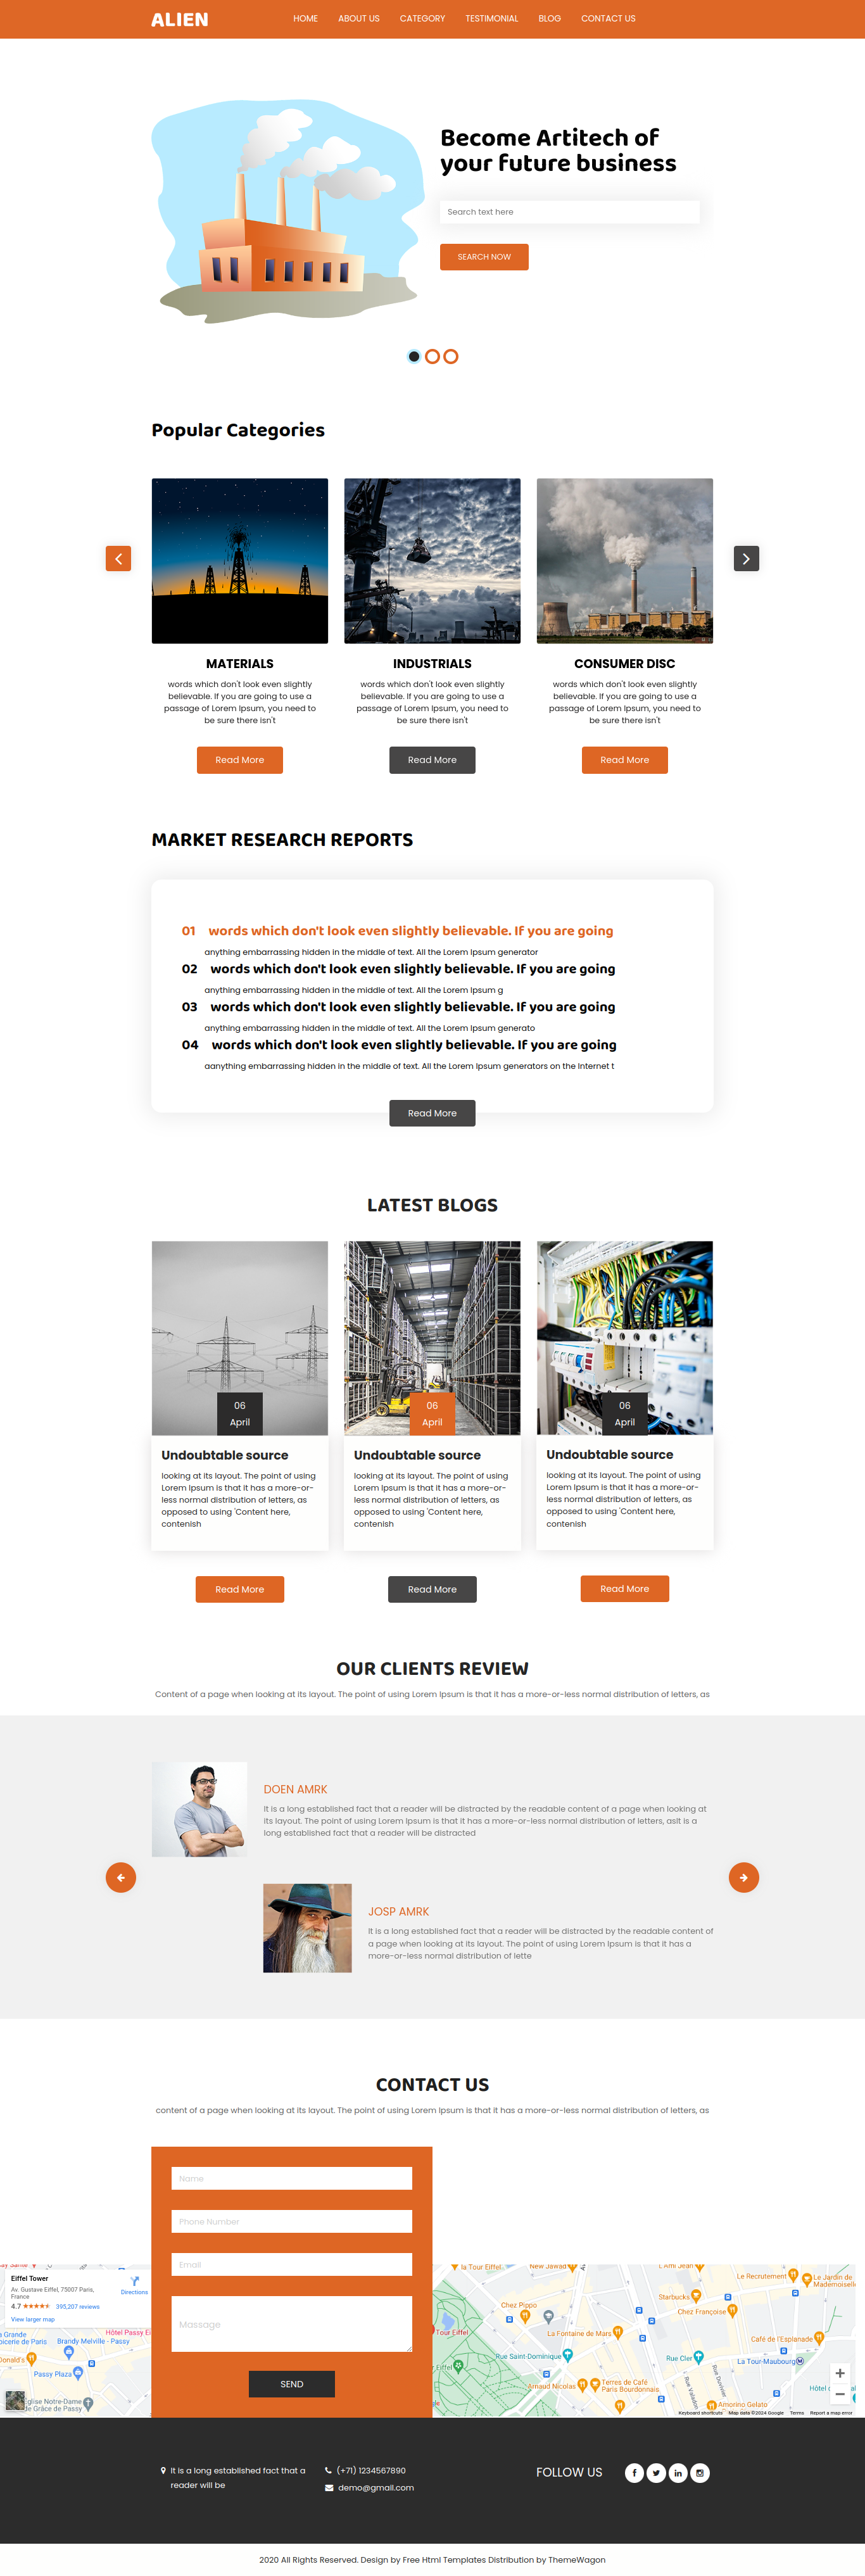 ALIEN
HOME ABOUT US CATEGORY TESTIMONIAL BLOG CONTACT US
Become Artitech of
your future business
Search text here
SEARCH NOW
Popular Categories
MATERIALS
words which don't look even slightly
believable. If you are going to use a
passage of Lorem Ipsum, you need to
be sure there isn't
Read More
INDUSTRIALS
words which don't look even slightly
believable. If you are going to use a
passage of Lorem Ipsum, you need to
be sure there isn't
Read More
CONSUMER DISC
words which don't look even slightly
believable. If you are going to use a
passage of Lorem Ipsum, you need to
be sure there isn't
Read More
MARKET RESEARCH REPORTS
01 words which don't look even slightly believable. If you are going
anything embarrassing hidden in the middle of text. All the Lorem Ipsum generator
02 words which don't look even slightly believable. If you are going
anything embarrassing hidden in the middle of text. All the Lorem Ipsum g
03 words which don't look even slightly believable. If you are going
anything embarrassing hidden in the middle of text. All the Lorem Ipsum generato
04 words which don't look even slightly believable. If you are going
aanything embarrassing hidden in the middle of text. All the Lorem Ipsum generators on the Internet t
Read More
LATEST BLOGS
06
April
Undoubtable source
looking at its layout. The point of using
Lorem Ipsum is that it has a more-or-
less normal distribution of letters, as
opposed to using 'Content here,
contenish
Read More
06
April
Undoubtable source
looking at its layout. The point of using
Lorem Ipsum is that it has a more-or-
less normal distribution of letters, as
opposed to using 'Content here,
contenish
Read More
06
April
Undoubtable source
looking at its layout. The point of using
Lorem Ipsum is that it has a more-or-
less normal distribution of letters, as
opposed to using 'Content here,
contenish
Read More
OUR CLIENTS REVIEW
Content of a page when looking at its layout. The point of using Lorem Ipsum is that it has a more-or-less normal distribution of letters, as
DOEN AMRK
It is a long established fact that a reader will be distracted by the readable content of a page when looking at
its layout. The point of using Lorem Ipsum is that it has a more-or-less normal distribution of letters, asit is a
long established fact that a reader will be distracted
JOSP AMRK
It is a long established fact that a reader will be distracted by the readable content of
a page when looking at its layout. The point of using Lorem Ipsum is that it has a
more-or-less normal distribution of lette
CONTACT US
content of a page when looking at its layout. The point of using Lorem Ipsum is that it has a more-or-less normal distribution of letters, as
Name
Phone Number
Email
Massage
SEND
Eiffel Tower
Av. Gustave Eiffel, 75007 Paris,
France
4.7 395,207 reviews
View larger map
Directions
Hôtel Passy Ei
a Grande
Brandy Melville - Passy
Passy Plaza
glise Notre-Dame
de Grâce de Passy
la Tour Eiffel
New Jawad
L'Ami Jean
Le Recrutement
Le Jardin de
Mademoiselle
Starbucks
Chez Pippo
Chez Françoise
Tour Eiffel
La Fontaine de Mars
Café de l'Esplanade
Rue Saint-Dominique
Rue Cler
La Tour-Maubourg
Arnaud Nicolas
Terres de Café
Paris Bourdonnais
Amorino Gelato
Keyboard shortcuts Map data ©2024 Google Terms Report a map error
It is a long established fact that a
reader will be
(+71) 1234567890
demo@gmail.com
FOLLOW US
2020 All Rights Reserved. Design by Free Html Templates Distribution by ThemeWagon